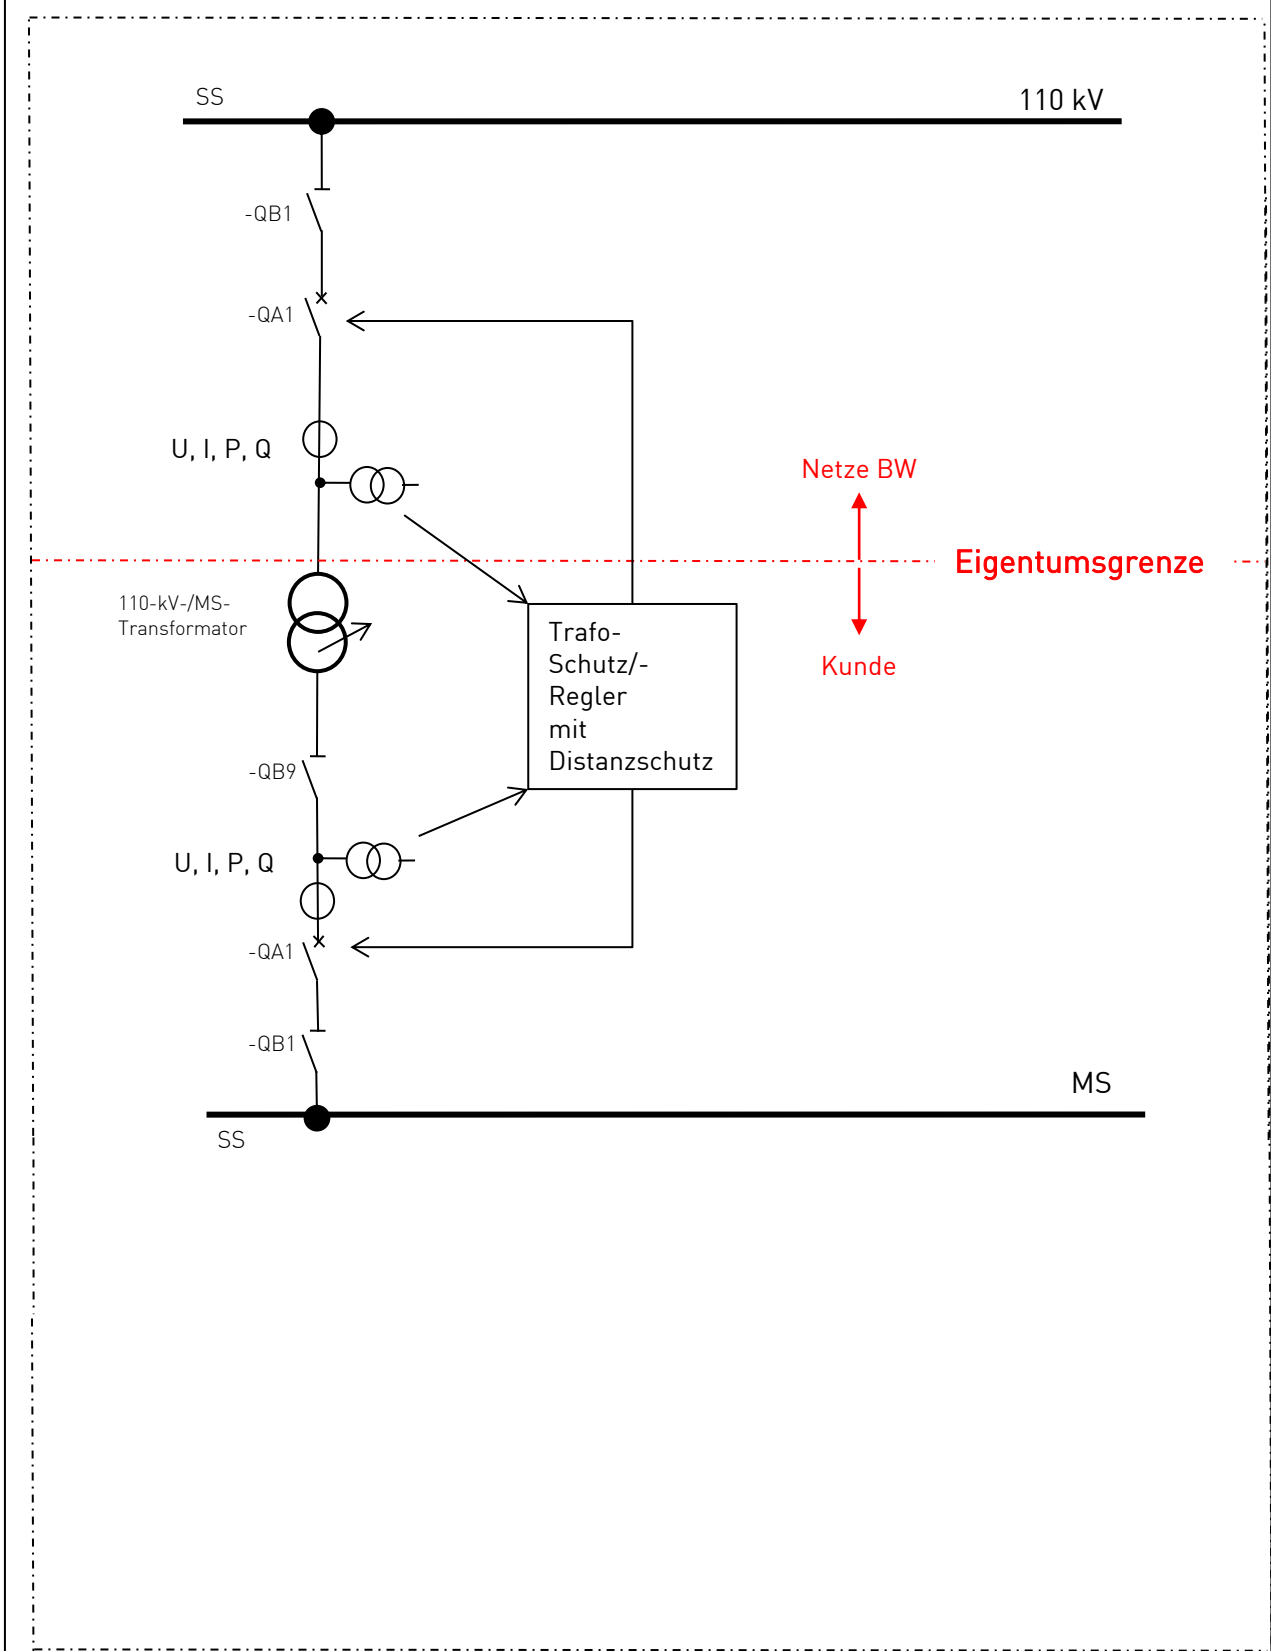 SS
110 kV
-QB1
-QA1
U, I, P, Q
Netze BW
Eigentumsgrenze
110-kV-/MS-
Transformator
Trafo-
Schutz/-
Regler
mit
Distanzschutz
Kunde
-QB9
U, I, P, Q
-QA1
-QB1
MS
SS